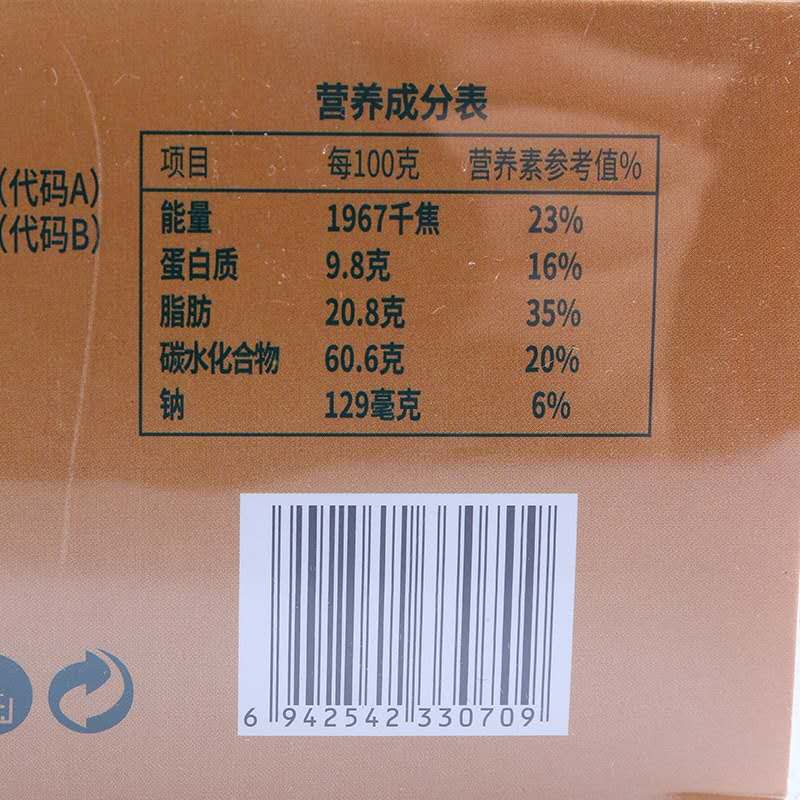 营养成分表
项目 每100克 营养素参考值%
能量 1967千焦 23%
蛋白质 9.8克 16%
脂肪 20.8克 35%
碳水化合物 60.6克 20%
钠 129毫克 6%
（代码A）
（代码B）
6 942542 330709